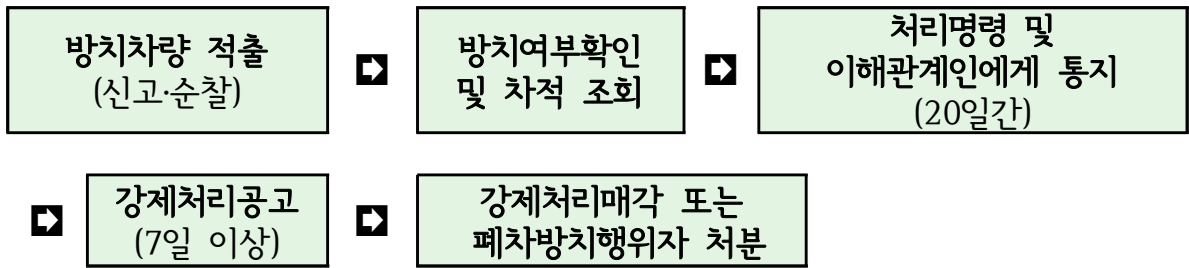 방치차량 적출
(신고·순찰)
방치여부확인
및 차적 조회
처리명령 및
이해관계인에게 통지
(20일간)
강제처리공고
(7일 이상)
강제처리매각 또는
폐차방치행위자 처분